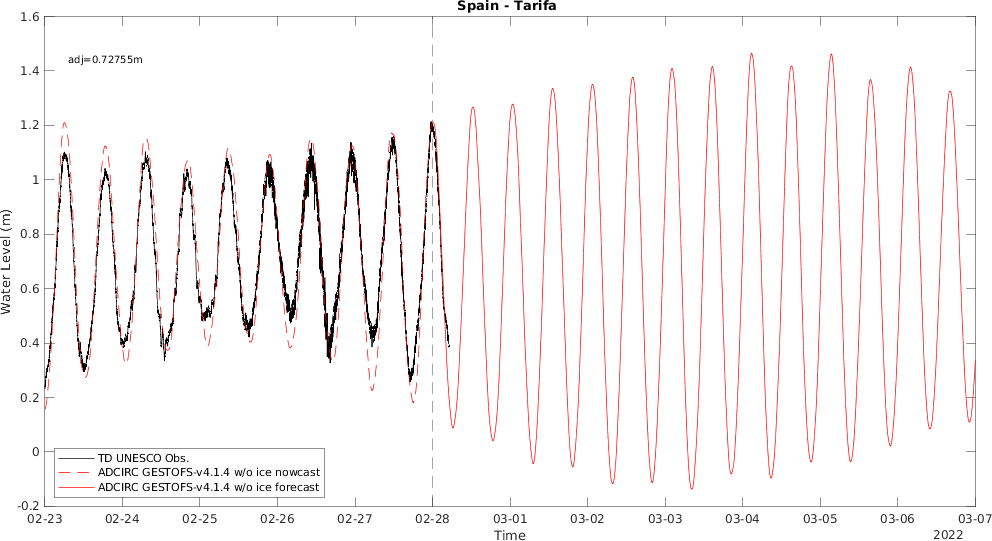 Spain - Tarifa
1.6
1.4
1.2
1
0.8
0.6
0.4
0.2
0
-0.2
Water Level (m)
adj=0.72755m
TD UNESCO Obs.
ADCIRC GESTOFS-v4.1.4 w/o ice nowcast
ADCIRC GESTOFS-v4.1.4 w/o ice forecast
02-23 02-24 02-25 02-26 02-27 02-28 03-01 03-02 03-03 03-04 03-05 03-06 03-07
Time
2022